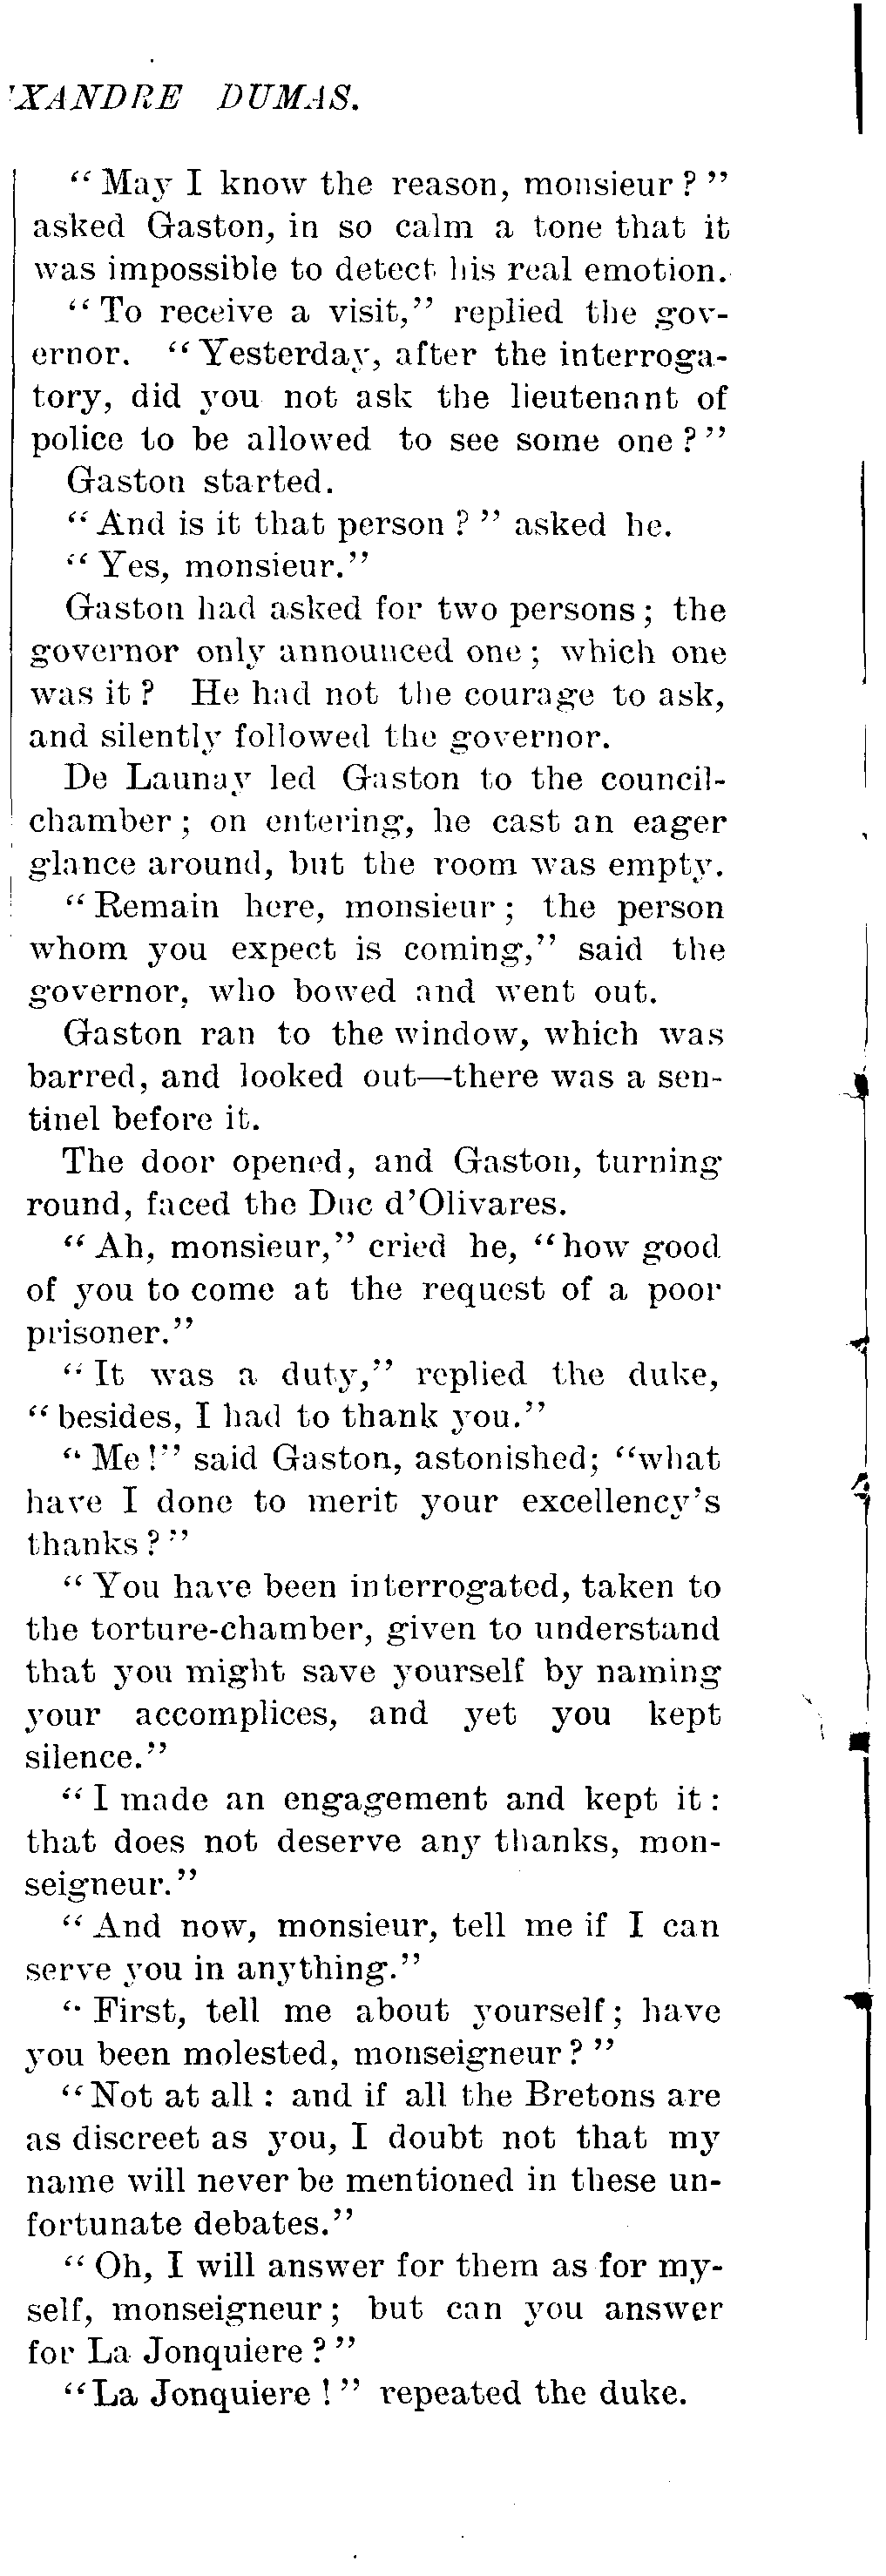 XANDRE DUMAS.
"May I know the reason, monsieur?"
asked Gaston, in so calm a tone that it
was impossible to detect his real emotion.
"To receive a visit," replied the gov-
ernor. "Yesterday, after the interroga-
tory, did you not ask the lieutenant of
police to be allowed to see some one?"
Gaston started.
"And is it that person?" asked he.
"Yes, monsieur."
Gaston had asked for two persons; the
governor only announced one; which one
was it? He had not the courage to ask,
and silently followed the governor.
De Launay led Gaston to the council-
chamber; on entering, he cast an eager
glance around, but the room was empty.
"Remain here, monsieur; the person
whom you expect is coming," said the
governor, who bowed and went out.
Gaston ran to the window, which was
barred, and looked out—there was a sen-
tinel before it.
The door opened, and Gaston, turning
round, faced the Duc d'Olivares.
"Ah, monsieur," cried he, "how good
of you to come at the request of a poor
prisoner."
"It was a duty," replied the duke,
"besides, I had to thank you."
"Me!" said Gaston, astonished; "what
have I done to merit your excellency's
thanks?"
"You have been interrogated, taken to
the torture-chamber, given to understand
that you might save yourself by naming
your accomplices, and yet you kept
silence."
"I made an engagement and kept it:
that does not deserve any thanks, mon-
seigneur."
"And now, monsieur, tell me if I can
serve you in anything."
"First, tell me about yourself; have
you been molested, monseigneur?"
"Not at all: and if all the Bretons are
as discreet as you, I doubt not that my
name will never be mentioned in these un-
fortunate debates."
"Oh, I will answer for them as for my-
self, monseigneur; but can you answer
for La Jonquiere?"
"La Jonquiere!" repeated the duke.